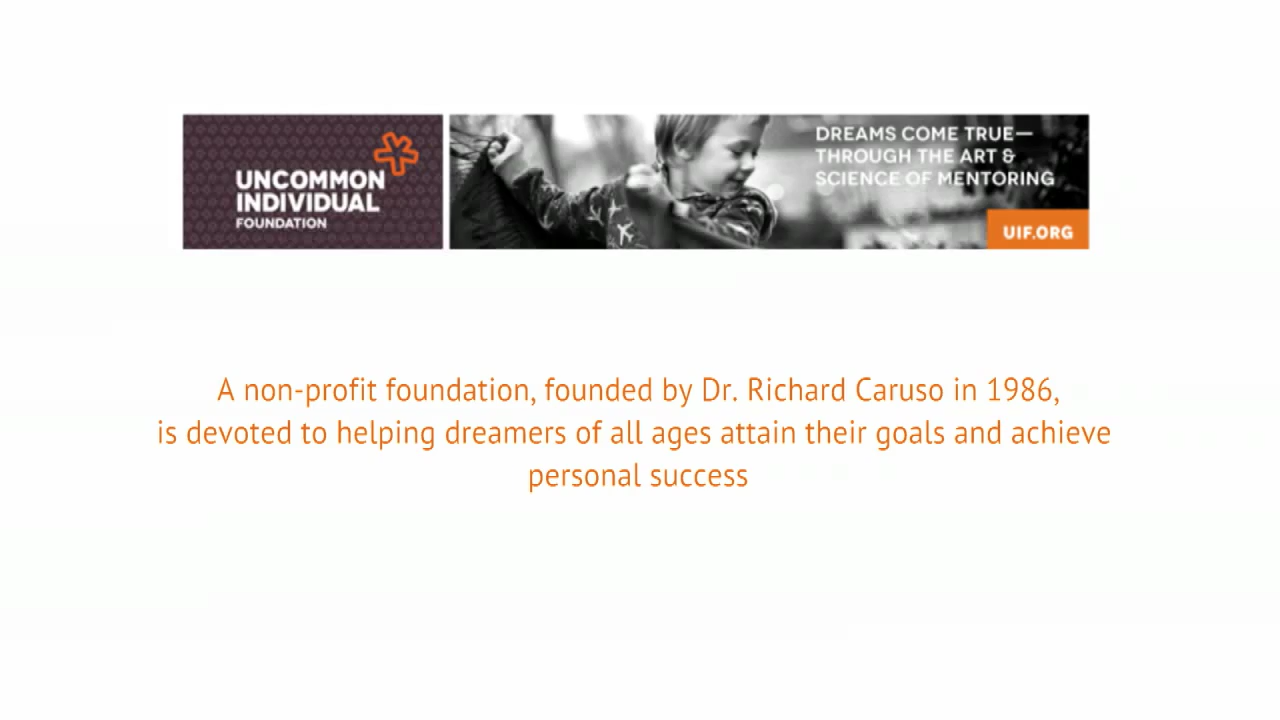 UNCOMMON
INDIVIDUAL
FOUNDATION
DREAMS COME TRUE—
THROUGH THE ART &
SCIENCE OF MENTORING
UIF.ORG
A non-profit foundation, founded by Dr. Richard Caruso in 1986,
is devoted to helping dreamers of all ages attain their goals and achieve
personal success